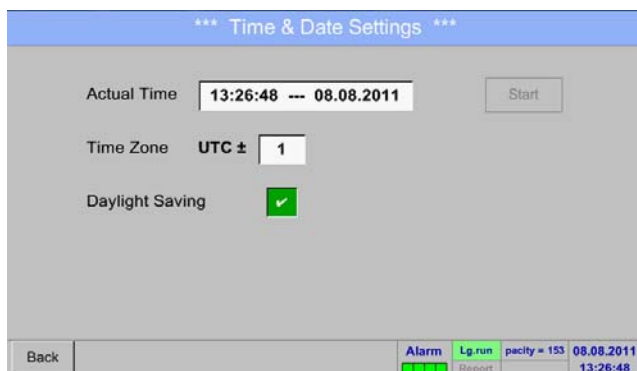 *** Time & Date Settings ***
Actual Time 13:26:48 --- 08.08.2011 Start
Time Zone UTC ± 1
Daylight Saving ✔
Back Alarm Lg.run pacity = 153 08.08.2011
Report 13:26:48